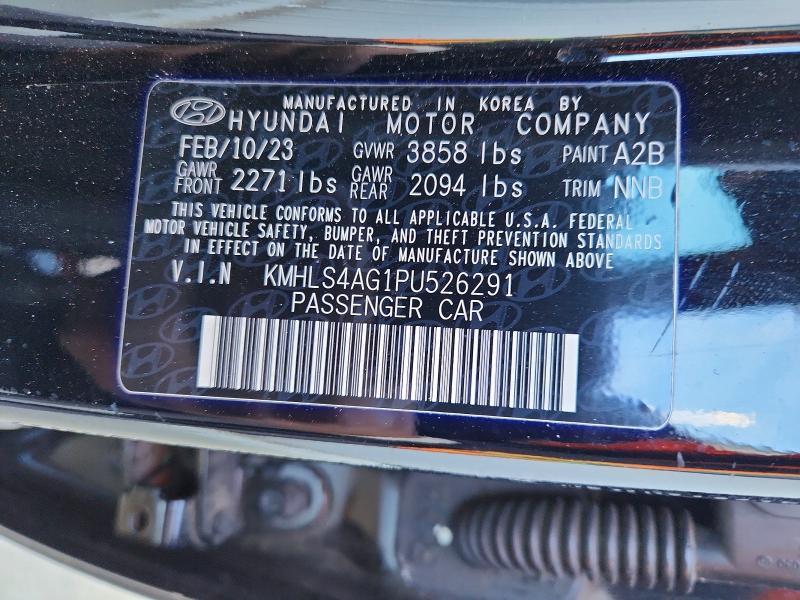 MANUFACTURED IN KOREA BY
HYUNDAI MOTOR COMPANY
FEB/10/23 GVWR 3858 lbs PAINT A2B
GAWR FRONT 2271 lbs GAWR REAR 2094 lbs TRIM NNB
THIS VEHICLE CONFORMS TO ALL APPLICABLE U.S.A. FEDERAL
MOTOR VEHICLE SAFETY, BUMPER, AND THEFT PREVENTION STANDARDS
IN EFFECT ON THE DATE OF MANUFACTURE SHOWN ABOVE
V.I.N KMHLS4AG1PU526291
PASSENGER CAR